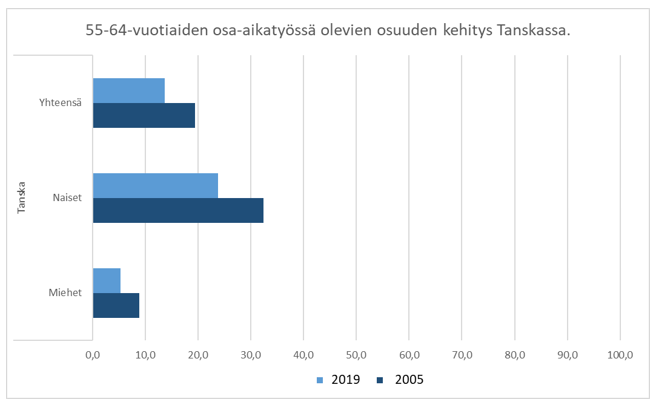 55-64-vuotiaiden osa-aikatyössä olevien osuuden kehitys Tanskassa.
Yhteensä
Tanska
Naiset
Miehet
0,0 10,0 20,0 30,0 40,0 50,0 60,0 70,0 80,0 90,0 100,0
2019 2005